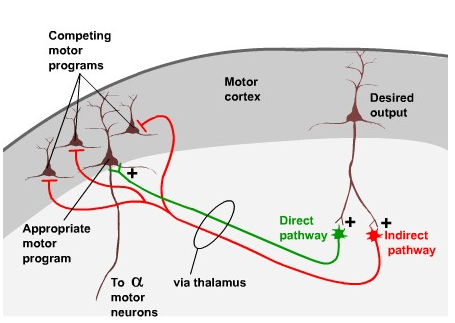 Competing
motor
programs
Motor
cortex
Desired
output
+
Appropriate
motor
program
Direct
pathway
+
+
Indirect
pathway
via thalamus
To α
motor
neurons